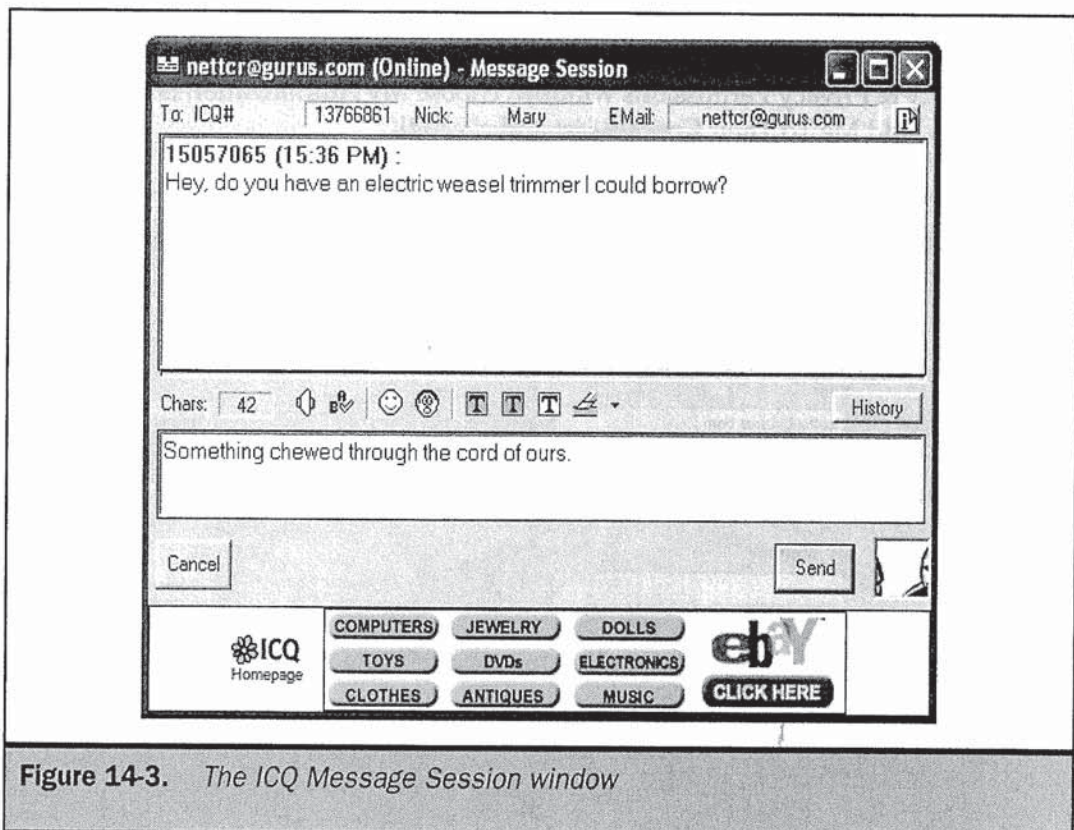 nettcr@gurus.com (Online) - Message Session
To: ICQ# 13766861 Nick: Mary EMail: nettcr@gurus.com
15057065 (15:36 PM) :
Hey, do you have an electric weasel trimmer I could borrow?
Chars: 42 History
Something chewed through the cord of ours.
Cancel Send
ICQ
Homepage
COMPUTERS JEWELRY DOLLS
TOYS DVDs ELECTRONICS
CLOTHES ANTIQUES MUSIC
ebaY
CLICK HERE
Figure 14-3. The ICQ Message Session window